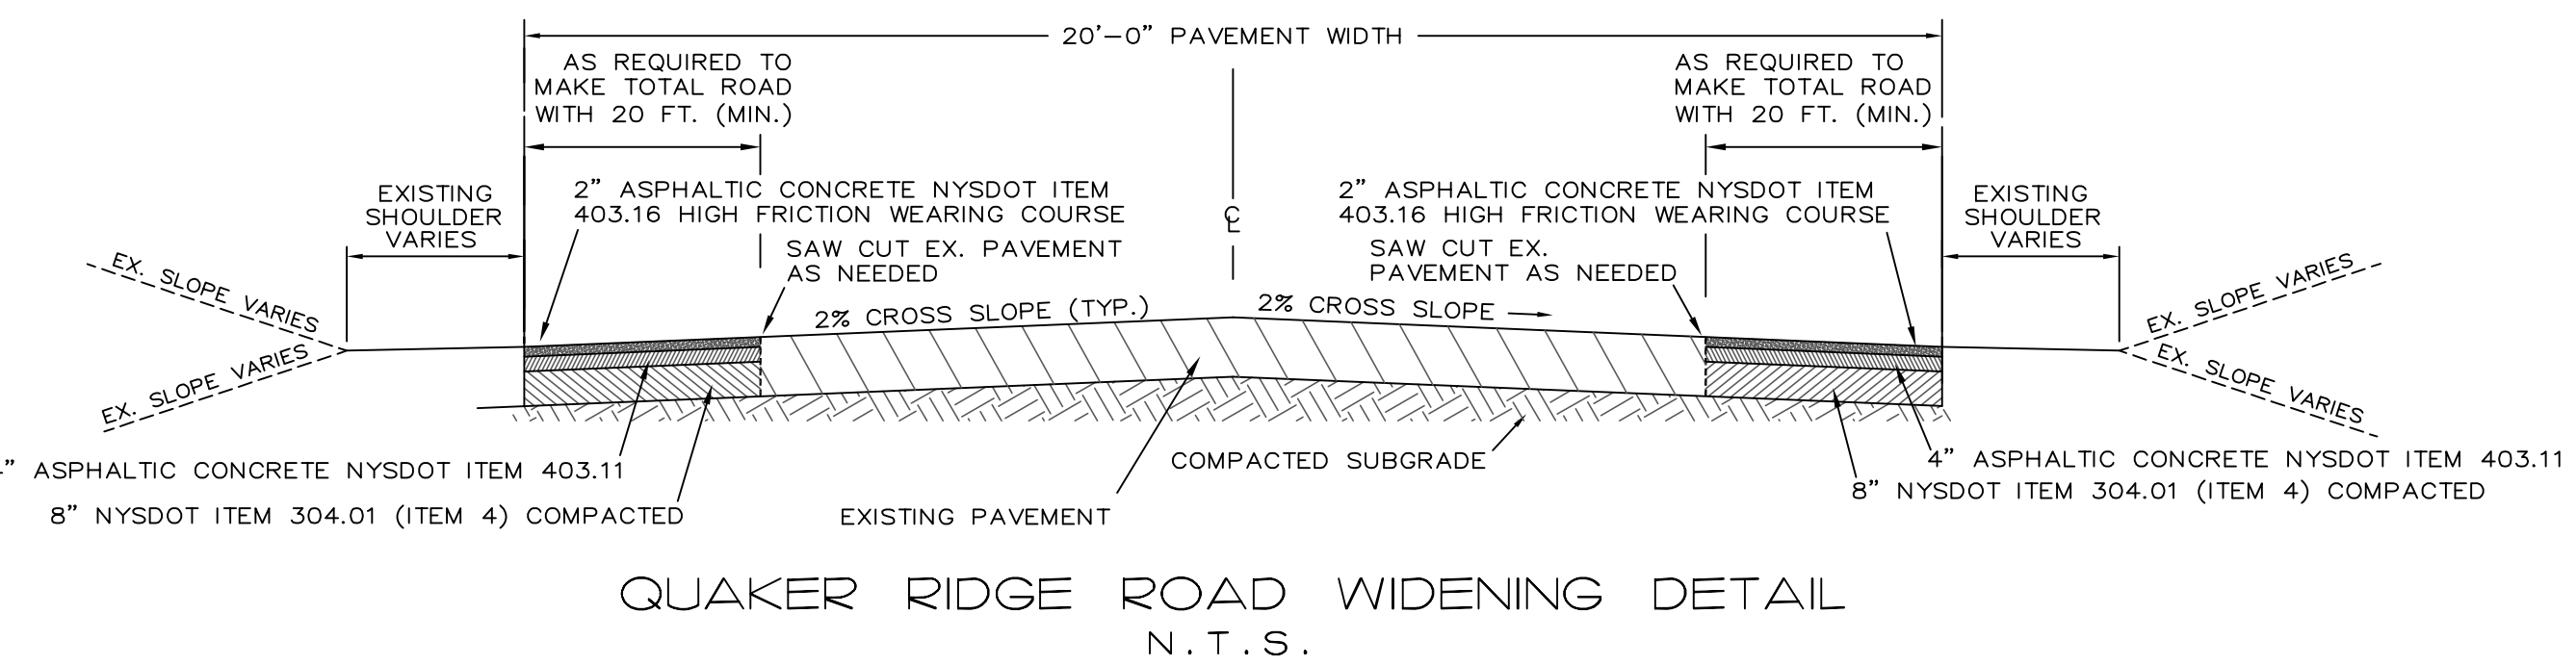 20'-0" PAVEMENT WIDTH
AS REQUIRED TO
MAKE TOTAL ROAD
WITH 20 FT. (MIN.)
AS REQUIRED TO
MAKE TOTAL ROAD
WITH 20 FT. (MIN.)
EXISTING
SHOULDER
VARIES
2" ASPHALTIC CONCRETE NYSDOT ITEM
403.16 HIGH FRICTION WEARING COURSE
SAW CUT EX. PAVEMENT
AS NEEDED
℄
2" ASPHALTIC CONCRETE NYSDOT ITEM
403.16 HIGH FRICTION WEARING COURSE
SAW CUT EX.
PAVEMENT AS NEEDED
EXISTING
SHOULDER
VARIES
EX. SLOPE VARIES
EX. SLOPE VARIES
2% CROSS SLOPE (TYP.)
2% CROSS SLOPE
EX. SLOPE VARIES
EX. SLOPE VARIES
" ASPHALTIC CONCRETE NYSDOT ITEM 403.11
8" NYSDOT ITEM 304.01 (ITEM 4) COMPACTED
EXISTING PAVEMENT
COMPACTED SUBGRADE
4" ASPHALTIC CONCRETE NYSDOT ITEM 403.11
8" NYSDOT ITEM 304.01 (ITEM 4) COMPACTED
QUAKER RIDGE ROAD WIDENING DETAIL
N.T.S.